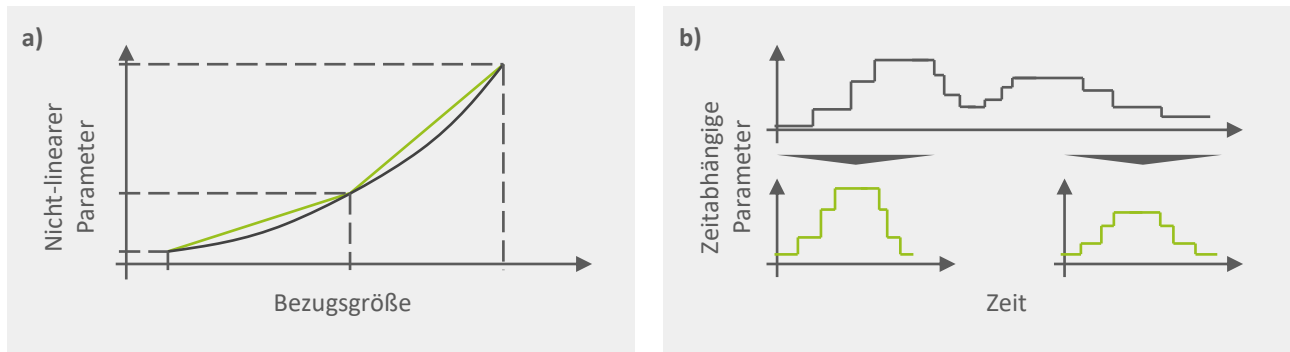 a)
Nicht-linearer
Parameter
Bezugsgröße
b)
Zeitabhängige
Parameter
Zeit